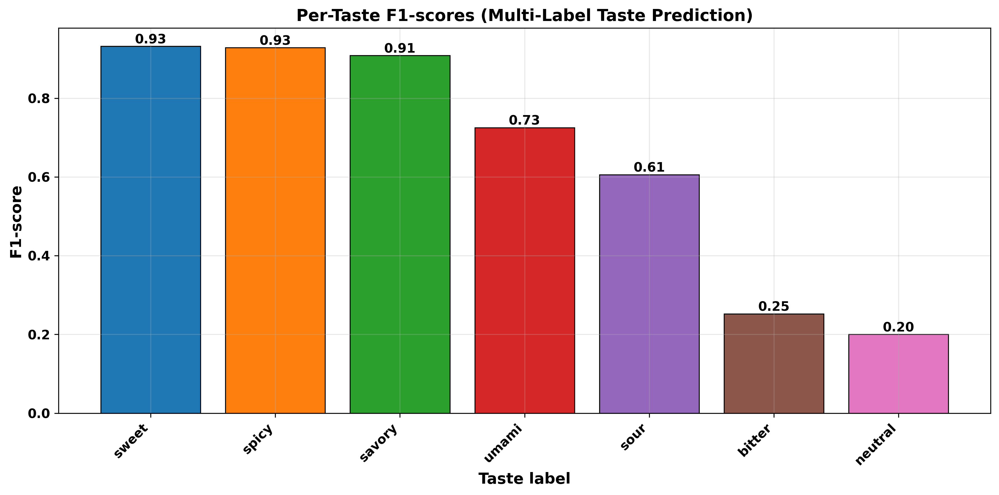 Per-Taste F1-scores (Multi-Label Taste Prediction)
0.93
0.93
0.91
0.73
0.61
0.25
0.20
F1-score
0.8
0.6
0.4
0.2
0.0
sweet
spicy
savory
umami
sour
bitter
neutral
Taste label